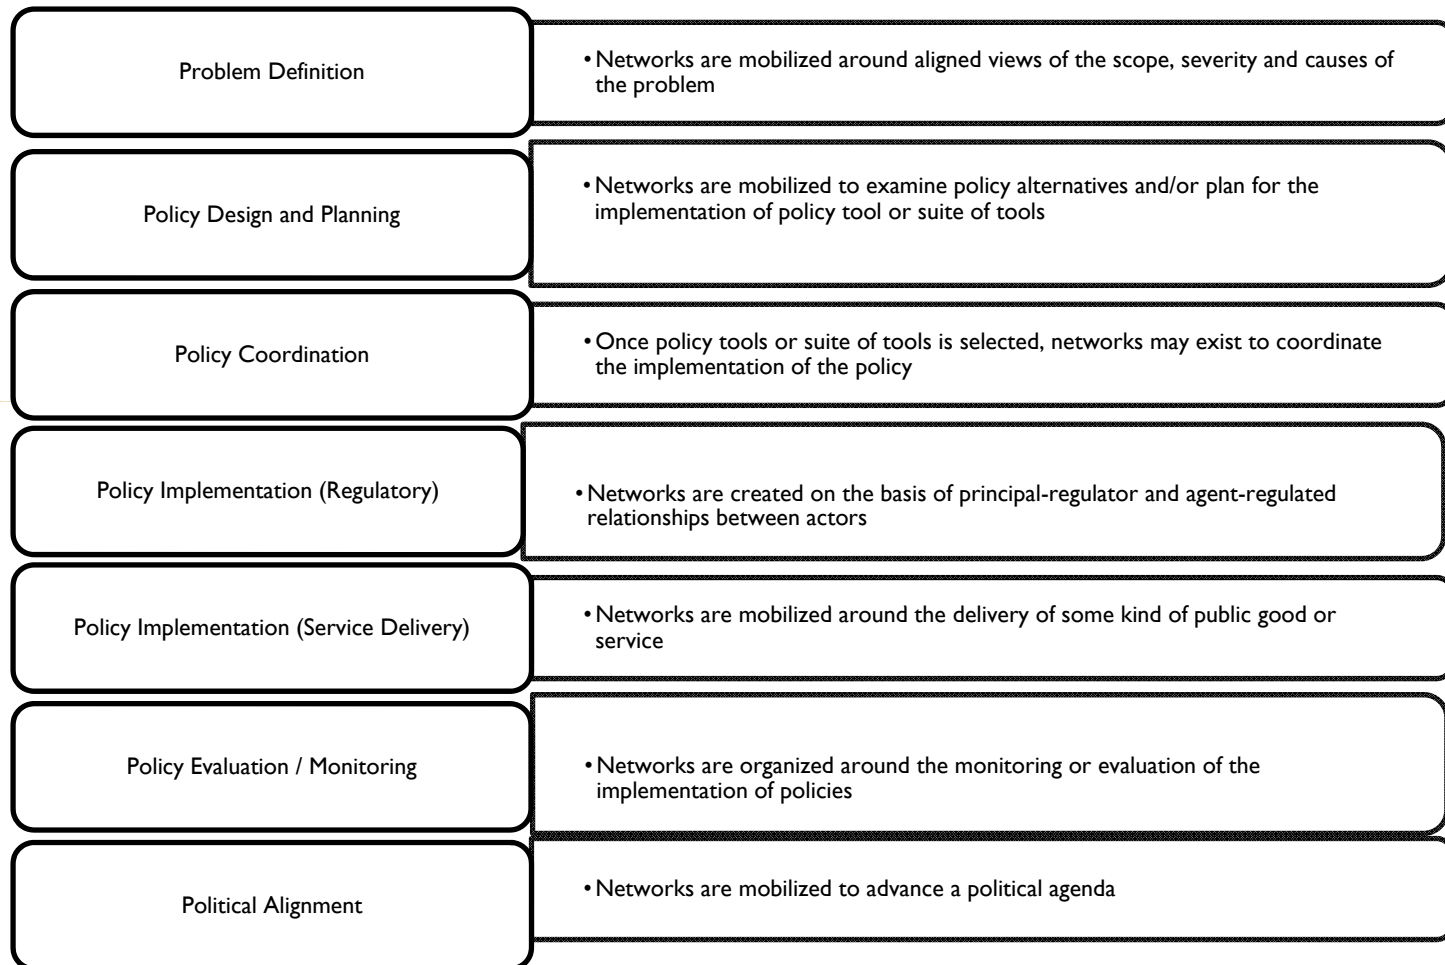 Problem Definition
•Networks are mobilized around aligned views of the scope, severity and causes of
the problem
Policy Design and Planning
•Networks are mobilized to examine policy alternatives and/or plan for the
implementation of policy tool or suite of tools
Policy Coordination
•Once policy tools or suite of tools is selected, networks may exist to coordinate
the implementation of the policy
Policy Implementation (Regulatory)
•Networks are created on the basis of principal-regulator and agent-regulated
relationships between actors
Policy Implementation (Service Delivery)
•Networks are mobilized around the delivery of some kind of public good or
service
Policy Evaluation / Monitoring
•Networks are organized around the monitoring or evaluation of the
implementation of policies
Political Alignment
•Networks are mobilized to advance a political agenda